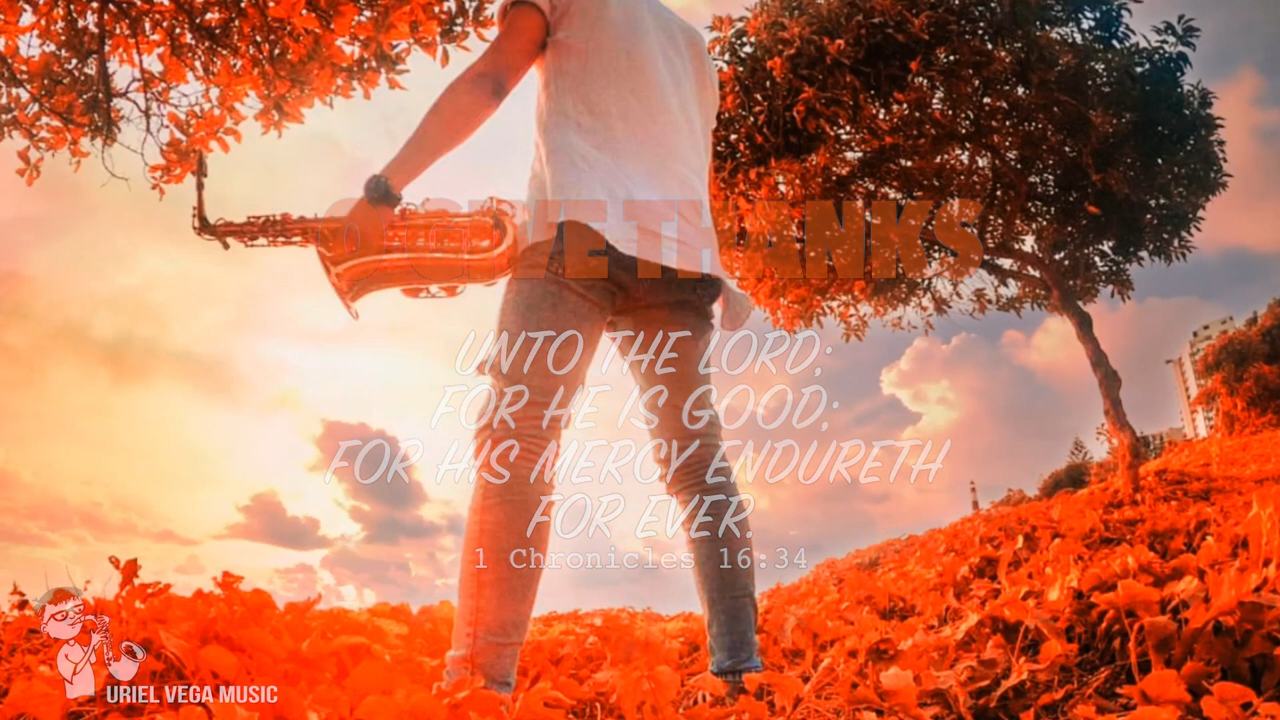 O GIVE THANKS
UNTO THE LORD;
FOR HE IS GOOD;
FOR HIS MERCY ENDURETH
FOR EVER.
1 Chronicles 16:34
URIEL VEGA MUSIC